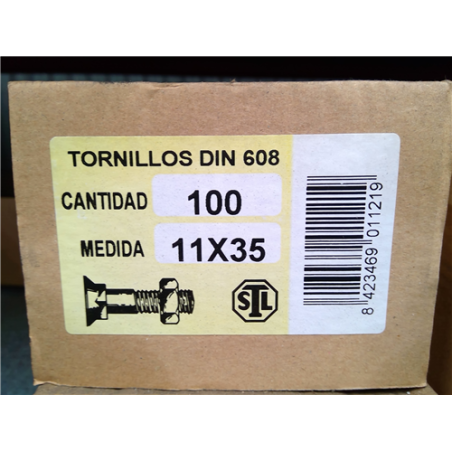 TORNILLOS DIN 608
CANTIDAD 100
MEDIDA 11X35
STL
8 423469 011219